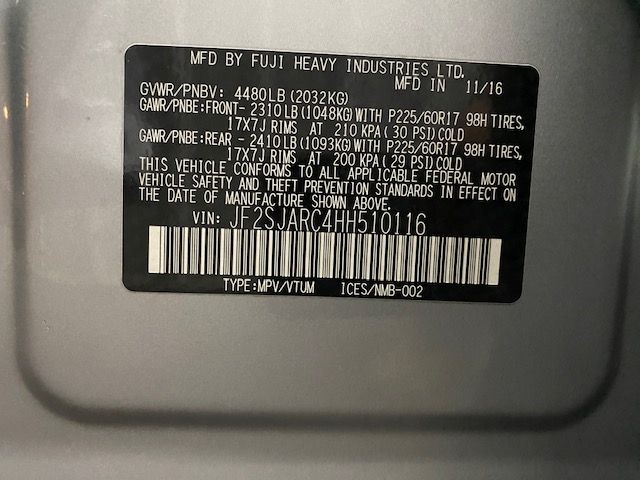 MFD BY FUJI HEAVY INDUSTRIES LTD.
MFD IN 11/16
GVWR/PNBV: 4480LB(2032KG)
GAWR/PNBE:FRONT- 2310LB(1048KG)WITH P225/60R17 98H TIRES,
17X7J RIMS AT 210 KPA( 30 PSI)COLD
GAWR/PNBE:REAR - 2410LB(1093KG)WITH P225/60R17 98H TIRES,
17X7J RIMS AT 200 KPA( 29 PSI)COLD
THIS VEHICLE CONFORMS TO ALL APPLICABLE FEDERAL MOTOR
VEHICLE SAFETY AND THEFT PREVENTION STANDARDS IN EFFECT ON
THE DATE OF MANUFACTURE SHOWN ABOVE.
VIN: JF2SJARC4HH510116
TYPE:MPV/VTUM ICES/NMB-002